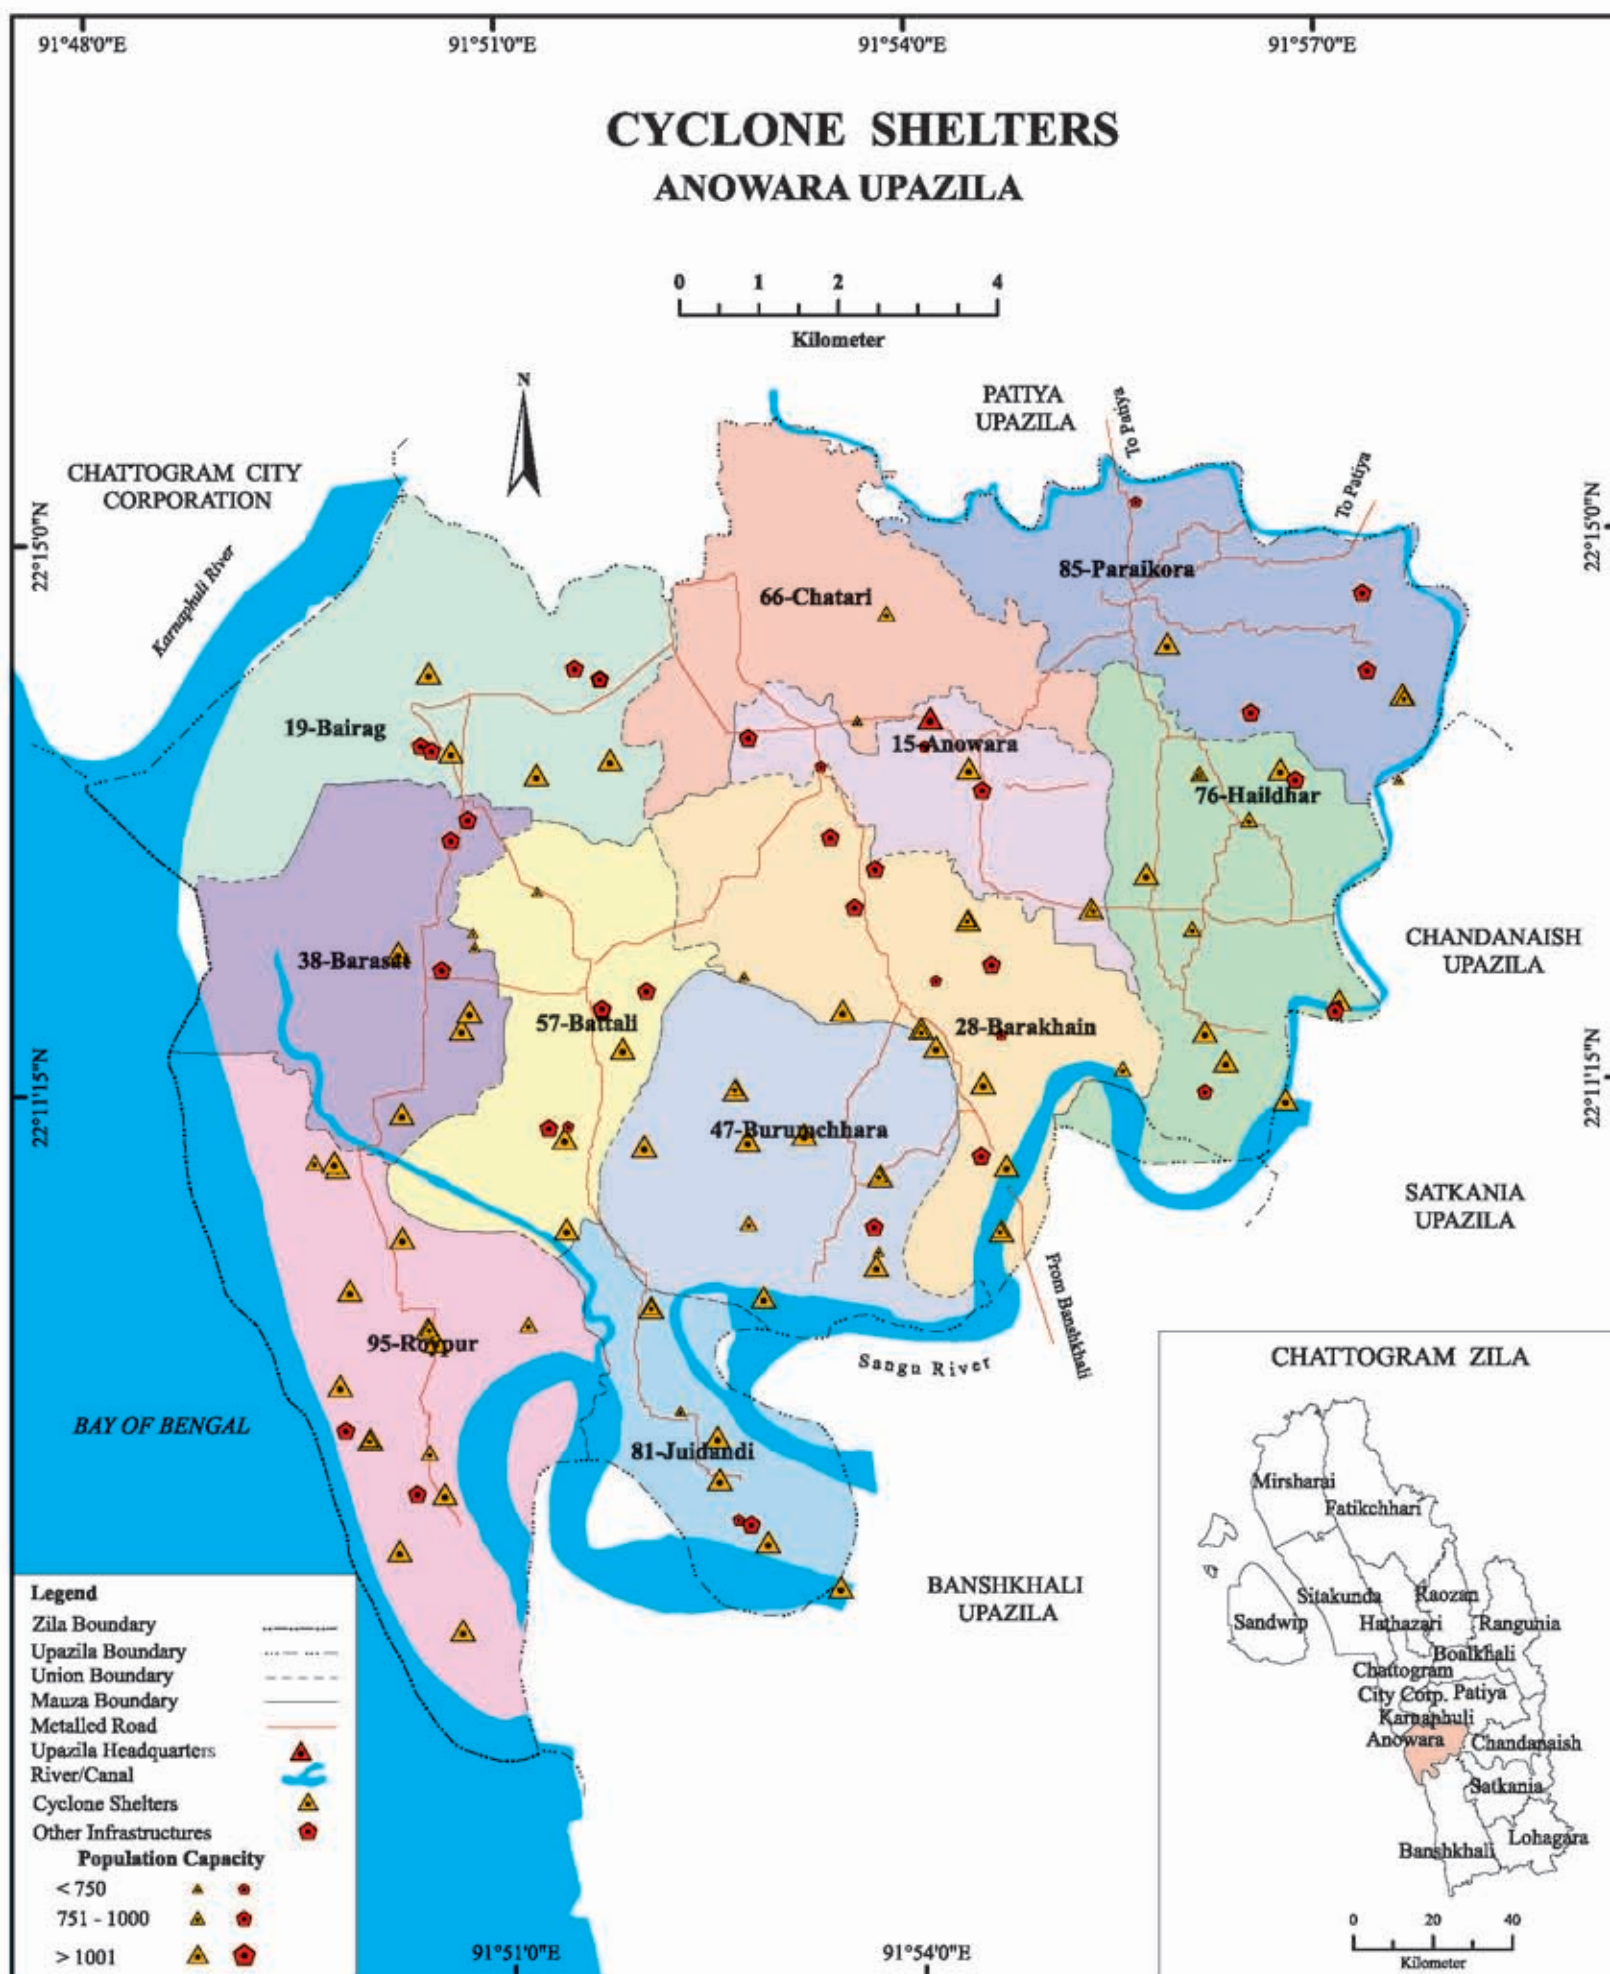 91°48'0"E
91°51'0"E
91°54'0"E
91°57'0"E
CYCLONE SHELTERS
ANOWARA UPAZILA
0 1 2 4
Kilometer
N
PATIYA
UPAZILA
To Patiya
To Patiya
CHATTOGRAM CITY
CORPORATION
Karnaphuli River
22°15'0"N
22°15'0"N
85-Paraikora
66-Chatari
19-Bairag
15-Anowara
76-Haildhar
38-Barasat
CHANDANAISH
UPAZILA
57-Battali
28-Barakhain
22°11'15"N
22°11'15"N
47-Burumchhara
SATKANIA
UPAZILA
From Banshkhali
95-Roypur
Sangu River
BAY OF BENGAL
81-Juidandi
BANSHKHALI
UPAZILA
CHATTOGRAM ZILA
Mirsharai
Fatikchhari
Sitakunda
Raozan
Sandwip
Hathazari
Rangunia
Boalkhali
Chattogram
City Corp.
Patiya
Karnaphuli
Anowara
Chandanaish
Satkania
Lohagara
Banshkhali
0 20 40
Kilometer
Legend
Zila Boundary
Upazila Boundary
Union Boundary
Mauza Boundary
Metalled Road
Upazila Headquarters
River/Canal
Cyclone Shelters
Other Infrastructures
Population Capacity
< 750
751 - 1000
> 1001
91°51'0"E
91°54'0"E